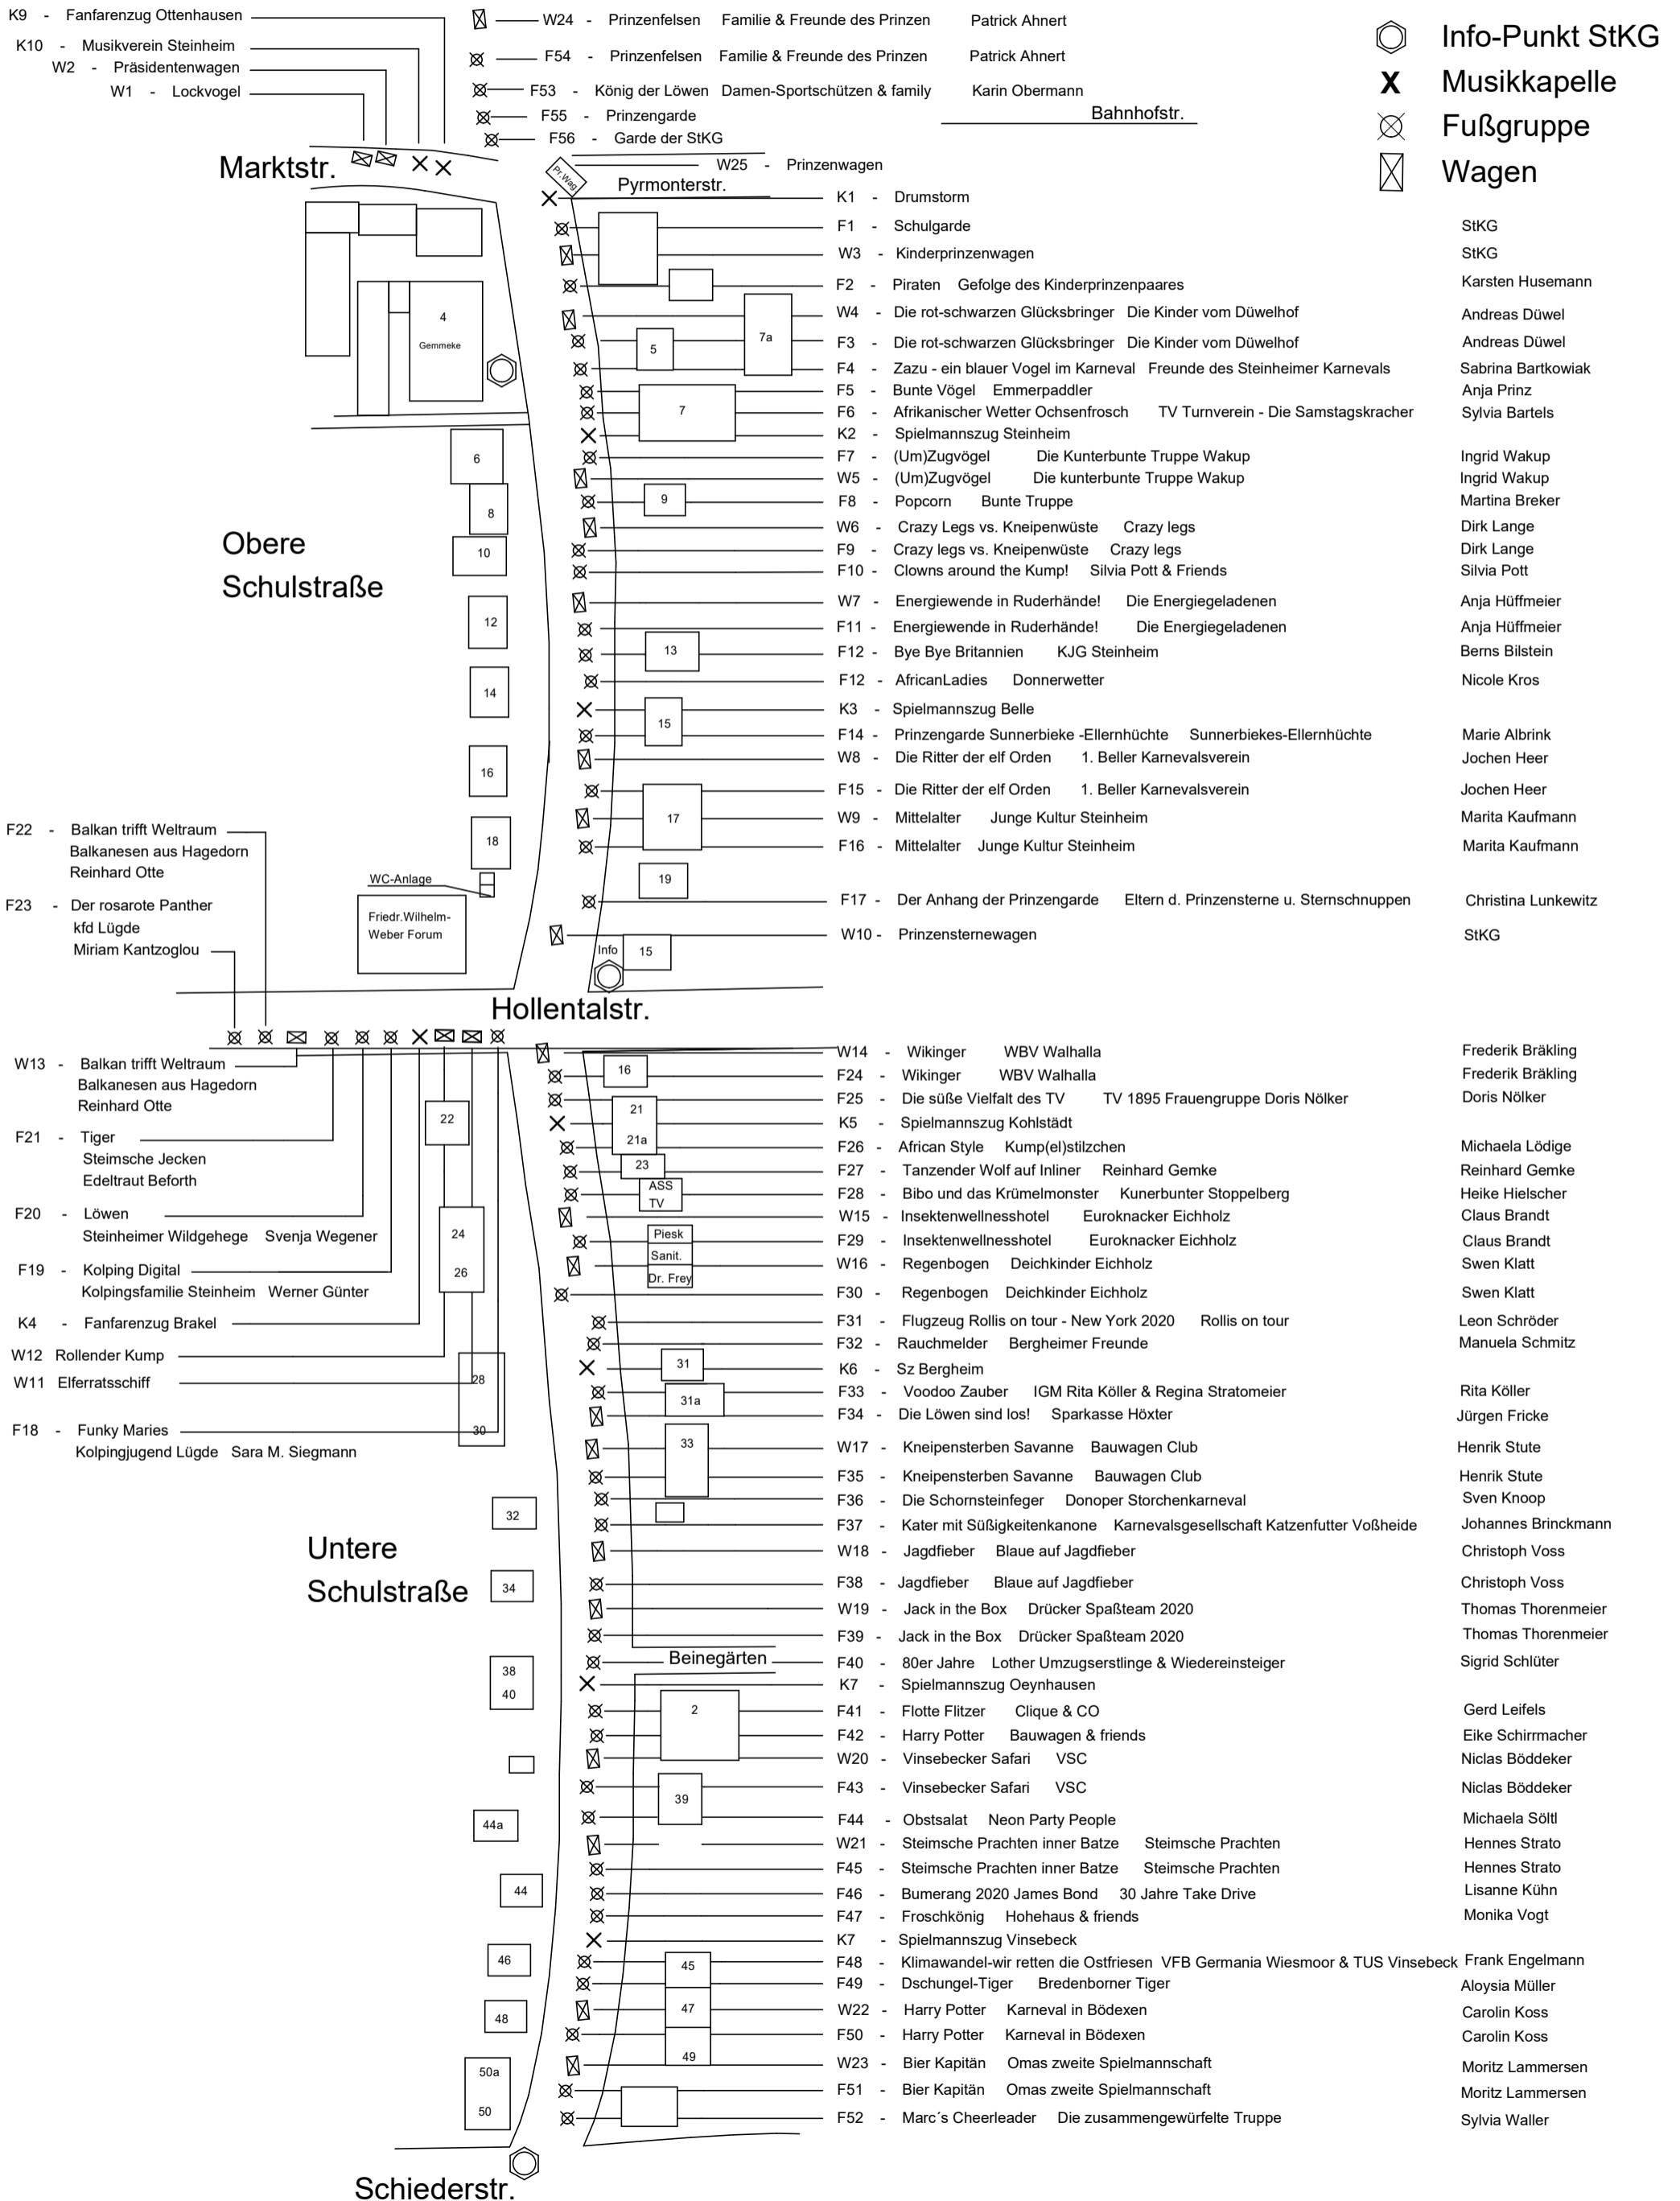 K9 - Fanfarenzug Ottenhausen
K10 - Musikverein Steinheim
W2 - Präsidentenwagen
W1 - Lockvogel
W24 - Prinzenfelsen Familie & Freunde des Prinzen Patrick Ahnert
F54 - Prinzenfelsen Familie & Freunde des Prinzen Patrick Ahnert
F53 - König der Löwen Damen-Sportschützen & family Karin Obermann
F55 - Prinzengarde
F56 - Garde der StKG
Bahnhofstr.
Info-Punkt StKG
X Musikkapelle
Fußgruppe
Wagen
Marktstr.
Pr.Wag
W25 - Prinzenwagen
Pyrmonterstr.
K1 - Drumstorm
F1 - Schulgarde StKG
W3 - Kinderprinzenwagen StKG
F2 - Piraten Gefolge des Kinderprinzenpaares Karsten Husemann
W4 - Die rot-schwarzen Glücksbringer Die Kinder vom Düwelhof Andreas Düwel
F3 - Die rot-schwarzen Glücksbringer Die Kinder vom Düwelhof Andreas Düwel
F4 - Zazu - ein blauer Vogel im Karneval Freunde des Steinheimer Karnevals Sabrina Bartkowiak
F5 - Bunte Vögel Emmerpaddler Anja Prinz
F6 - Afrikanischer Wetter Ochsenfrosch TV Turnverein - Die Samstagskracher Sylvia Bartels
K2 - Spielmannszug Steinheim
F7 - (Um)Zugvögel Die Kunterbunte Truppe Wakup Ingrid Wakup
W5 - (Um)Zugvögel Die kunterbunte Truppe Wakup Ingrid Wakup
F8 - Popcorn Bunte Truppe Martina Breker
W6 - Crazy Legs vs. Kneipenwüste Crazy legs Dirk Lange
F9 - Crazy legs vs. Kneipenwüste Crazy legs Dirk Lange
F10 - Clowns around the Kump! Silvia Pott & Friends Silvia Pott
W7 - Energiewende in Ruderhände! Die Energiegeladenen Anja Hüffmeier
F11 - Energiewende in Ruderhände! Die Energiegeladenen Anja Hüffmeier
F12 - Bye Bye Britannien KJG Steinheim Berns Bilstein
F12 - AfricanLadies Donnerwetter Nicole Kros
K3 - Spielmannszug Belle
F14 - Prinzengarde Sunnerbieke -Ellernhüchte Sunnerbiekes-Ellernhüchte Marie Albrink
W8 - Die Ritter der elf Orden 1. Beller Karnevalsverein Jochen Heer
F15 - Die Ritter der elf Orden 1. Beller Karnevalsverein Jochen Heer
W9 - Mittelalter Junge Kultur Steinheim Marita Kaufmann
F16 - Mittelalter Junge Kultur Steinheim Marita Kaufmann
F17 - Der Anhang der Prinzengarde Eltern d. Prinzensterne u. Sternschnuppen Christina Lunkewitz
W10 - Prinzensternewagen StKG
4
Gemmeke
5
7a
7
6
8
9
10
Obere
Schulstraße
12
13
14
15
16
17
18
19
WC-Anlage
Friedr.Wilhelm-
Weber Forum
Info
15
F22 - Balkan trifft Weltraum
Balkanesen aus Hagedorn
Reinhard Otte
F23 - Der rosarote Panther
kfd Lügde
Miriam Kantzoglou
Hollentalstr.
W13 - Balkan trifft Weltraum
Balkanesen aus Hagedorn
Reinhard Otte
F21 - Tiger
Steimsche Jecken
Edeltraut Beforth
F20 - Löwen
Steinheimer Wildgehege Svenja Wegener
F19 - Kolping Digital
Kolpingsfamilie Steinheim Werner Günter
K4 - Fanfarenzug Brakel
W12 Rollender Kump
W11 Elferratsschiff
F18 - Funky Maries
Kolpingjugend Lügde Sara M. Siegmann
W14 - Wikinger WBV Walhalla Frederik Bräkling
F24 - Wikinger WBV Walhalla Frederik Bräkling
F25 - Die süße Vielfalt des TV TV 1895 Frauengruppe Doris Nölker Doris Nölker
K5 - Spielmannszug Kohlstädt
F26 - African Style Kump(el)stilzchen Michaela Lödige
F27 - Tanzender Wolf auf Inliner Reinhard Gemke Reinhard Gemke
F28 - Bibo und das Krümelmonster Kunerbunter Stoppelberg Heike Hielscher
W15 - Insektenwellnesshotel Euroknacker Eichholz Claus Brandt
F29 - Insektenwellnesshotel Euroknacker Eichholz Claus Brandt
W16 - Regenbogen Deichkinder Eichholz Swen Klatt
F30 - Regenbogen Deichkinder Eichholz Swen Klatt
F31 - Flugzeug Rollis on tour - New York 2020 Rollis on tour Leon Schröder
F32 - Rauchmelder Bergheimer Freunde Manuela Schmitz
K6 - Sz Bergheim
F33 - Voodoo Zauber IGM Rita Köller & Regina Stratomeier Rita Köller
F34 - Die Löwen sind los! Sparkasse Höxter Jürgen Fricke
W17 - Kneipensterben Savanne Bauwagen Club Henrik Stute
F35 - Kneipensterben Savanne Bauwagen Club Henrik Stute
F36 - Die Schornsteinfeger Donoper Storchenkarneval Sven Knoop
F37 - Kater mit Süßigkeitenkanone Karnevalsgesellschaft Katzenfutter Voßheide Johannes Brinckmann
W18 - Jagdfieber Blaue auf Jagdfieber Christoph Voss
F38 - Jagdfieber Blaue auf Jagdfieber Christoph Voss
W19 - Jack in the Box Drücker Spaßteam 2020 Thomas Thorenmeier
F39 - Jack in the Box Drücker Spaßteam 2020 Thomas Thorenmeier
Beinegärten
F40 - 80er Jahre Lother Umzugserstlinge & Wiedereinsteiger Sigrid Schlüter
K7 - Spielmannszug Oeynhausen
F41 - Flotte Flitzer Clique & CO Gerd Leifels
F42 - Harry Potter Bauwagen & friends Eike Schirrmacher
W20 - Vinsebecker Safari VSC Niclas Böddeker
F43 - Vinsebecker Safari VSC Niclas Böddeker
F44 - Obstsalat Neon Party People Michaela Söltl
W21 - Steimsche Prachten inner Batze Steimsche Prachten Hennes Strato
F45 - Steimsche Prachten inner Batze Steimsche Prachten Hennes Strato
F46 - Bumerang 2020 James Bond 30 Jahre Take Drive Lisanne Kühn
F47 - Froschkönig Hohehaus & friends Monika Vogt
K7 - Spielmannszug Vinsebeck
F48 - Klimawandel-wir retten die Ostfriesen VFB Germania Wiesmoor & TUS Vinsebeck Frank Engelmann
F49 - Dschungel-Tiger Bredenborner Tiger Aloysia Müller
W22 - Harry Potter Karneval in Bödexen Carolin Koss
F50 - Harry Potter Karneval in Bödexen Carolin Koss
W23 - Bier Kapitän Omas zweite Spielmannschaft Moritz Lammersen
F51 - Bier Kapitän Omas zweite Spielmannschaft Moritz Lammersen
F52 - Marc´s Cheerleader Die zusammengewürfelte Truppe Sylvia Waller
16
21
21a
22
23
ASS
TV
Piesk
Sanit.
Dr. Frey
24
26
28
30
31
31a
33
32
Untere
Schulstraße
34
38
40
2
39
44a
44
45
46
47
48
49
50a
50
Schiederstr.